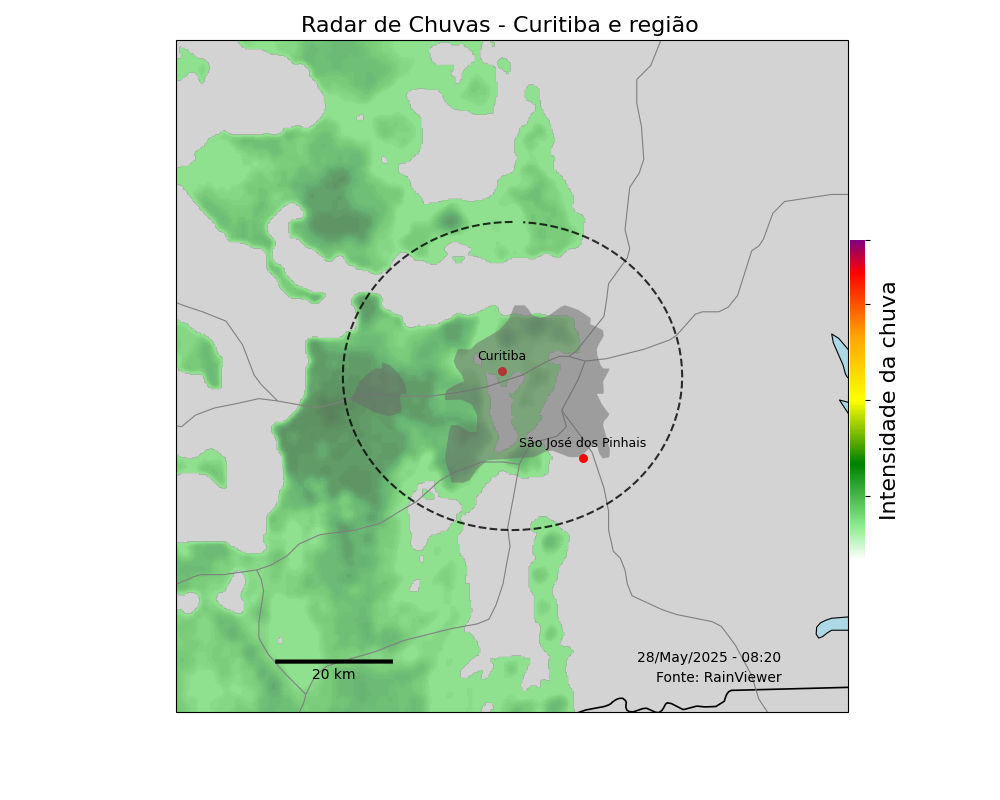 Radar de Chuvas - Curitiba e região
Curitiba
São José dos Pinhais
Intensidade da chuva
28/May/2025 - 08:20
Fonte: RainViewer
20 km